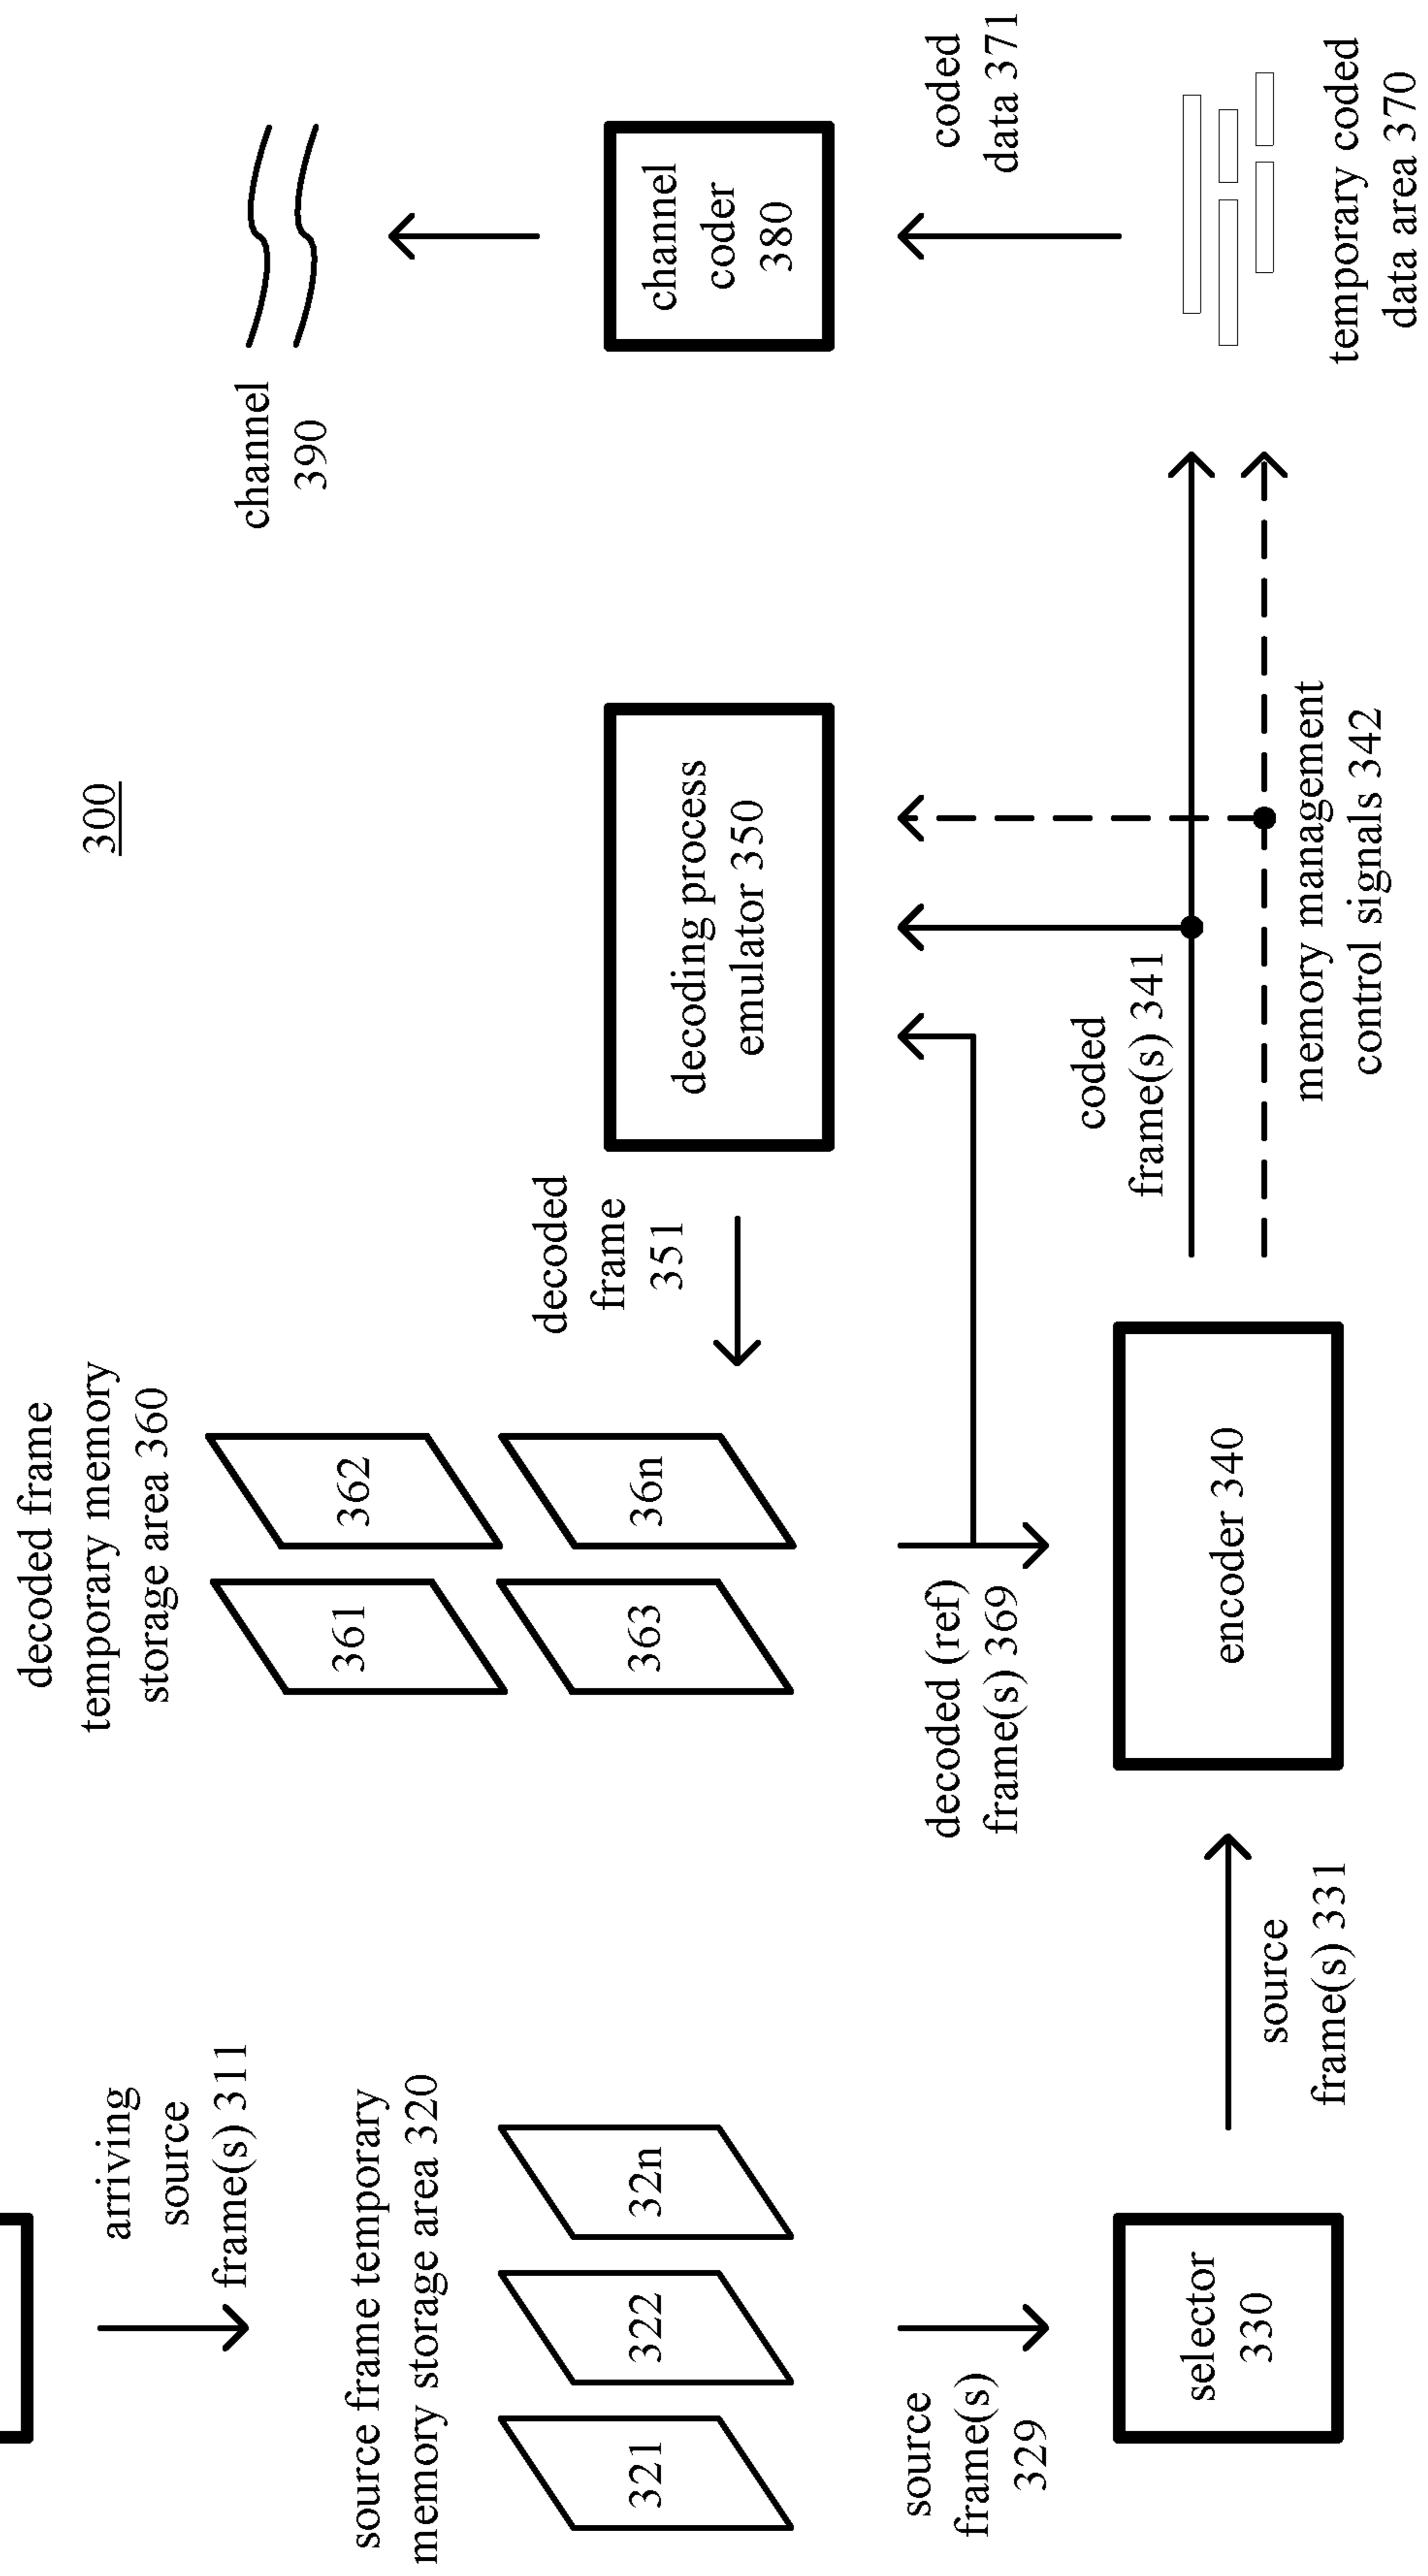 300
arriving
source
frame(s) 311
source frame temporary
memory storage area 320
321
322
32n
source
frame(s)
329
selector
330
source
frame(s) 331
decoded frame
temporary memory
storage area 360
361
362
363
36n
decoded (ref)
frame(s) 369
encoder 340
decoded
frame
351
decoding process
emulator 350
coded
frame(s) 341
memory management
control signals 342
channel
390
channel
coder
380
coded
data 371
temporary coded
data area 370